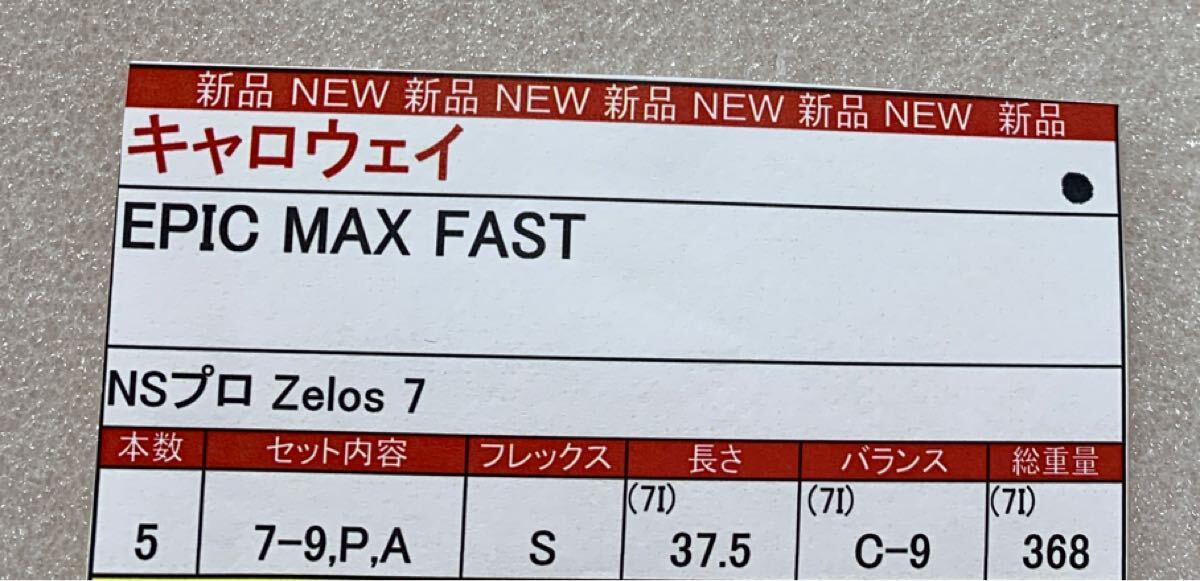 新品 NEW 新品 NEW 新品 NEW 新品 NEW 新品
キャロウェイ
EPIC MAX FAST
NSプロ Zelos 7
本数 セット内容 フレックス 長さ バランス 総重量
(7I) (7I) (7I)
5 7-9,P,A S 37.5 C-9 368